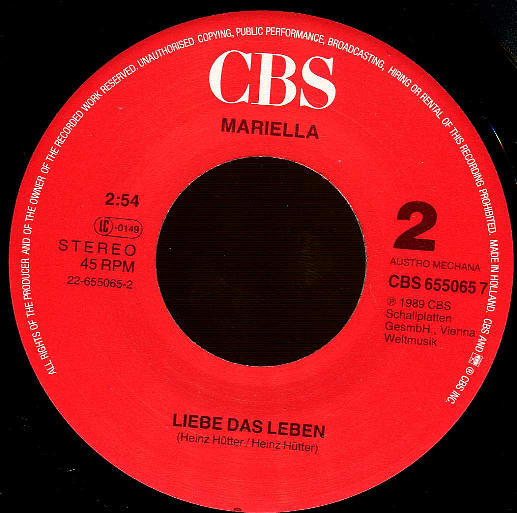 ALL RIGHTS OF THE PRODUCER AND OF THE OWNER OF THE RECORDED WORK RESERVED. UNAUTHORISED COPYING, PUBLIC PERFORMANCE, BROADCASTING, HIRING OR RENTAL OF THIS RECORDING PROHIBITED. MADE IN HOLLAND. CBS AND ® CBS INC.
CBS
MARIELLA
2:54
LC-0149
STEREO
45 RPM
22-655065-2
2
AUSTRO MECHANA
CBS 655065 7
℗ 1989 CBS
Schallplatten
GesmbH., Vienna
Weltmusik
LIEBE DAS LEBEN
(Heinz Hütter / Heinz Hütter)